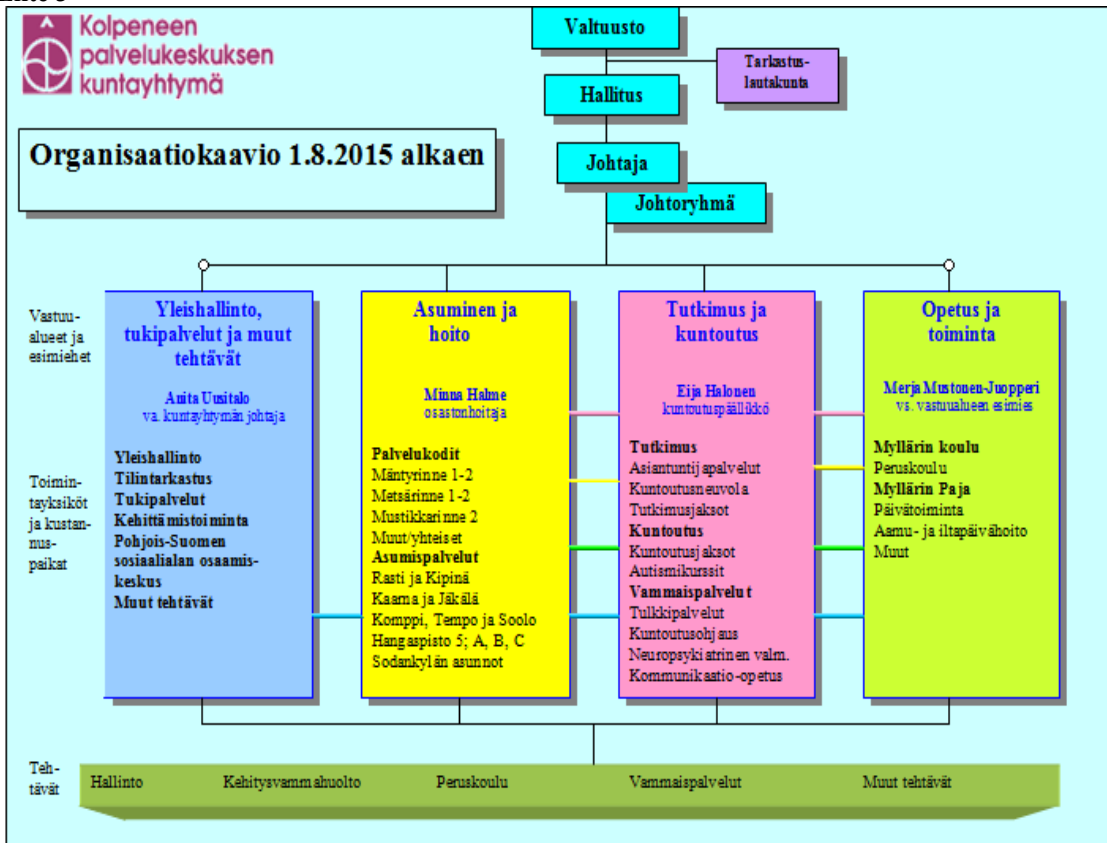 Kolpeneen
palvelukeskuksen
kuntayhtymä
Valtuusto
Tarkastus-
lautakunta
Hallitus
Organisaatiokaavio 1.8.2015 alkaen
Johtaja
Johtoryhmä
Vastuu-
alueet ja
esimiehet
Yleishallinto,
tukipalvelut ja muut
tehtävät
Anita Uusitalo
va. kuntayhtymän johtaja
Asuminen ja
hoito
Minna Halme
osastonhoitaja
Tutkimus ja
kuntoutus
Eija Halonen
kuntoutuspäällikkö
Opetus ja
toiminta
Merja Mustonen-Juopperi
vs. vastuualueen esimies
Toimin-
tayksiköt
ja kustan-
nus-
paikat
Yleishallinto
Tilintarkastus
Tukipalvelut
Kehittämistoiminta
Pohjois-Suomen
sosiaalialan osaamis-
keskus
Muut tehtävät
Palvelukodit
Mäntyrinne 1-2
Metsärinne 1-2
Mustikkarinne 2
Muut/yhteiset
Asumispalvelut
Rasti ja Kipinä
Kaarna ja Jäkälä
Komppi, Tempo ja Soolo
Hangaspisto 5; A, B, C
Sodankylän asunnot
Tutkimus
Asiantuntijapalvelut
Kuntoutusneuvola
Tutkimusjaksot
Kuntoutus
Kuntoutusjaksot
Autismikurssit
Vammaispalvelut
Tulkkipalvelut
Kuntoutusohjaus
Neuropsykiatrinen valm.
Kommunikaatio-opetus
Myllärin koulu
Peruskoulu
Myllärin Paja
Päivätoiminta
Aamu- ja iltapäivähoito
Muut
Teh-
tävät
Hallinto
Kehitysvammahuolto
Peruskoulu
Vammaispalvelut
Muut tehtävät